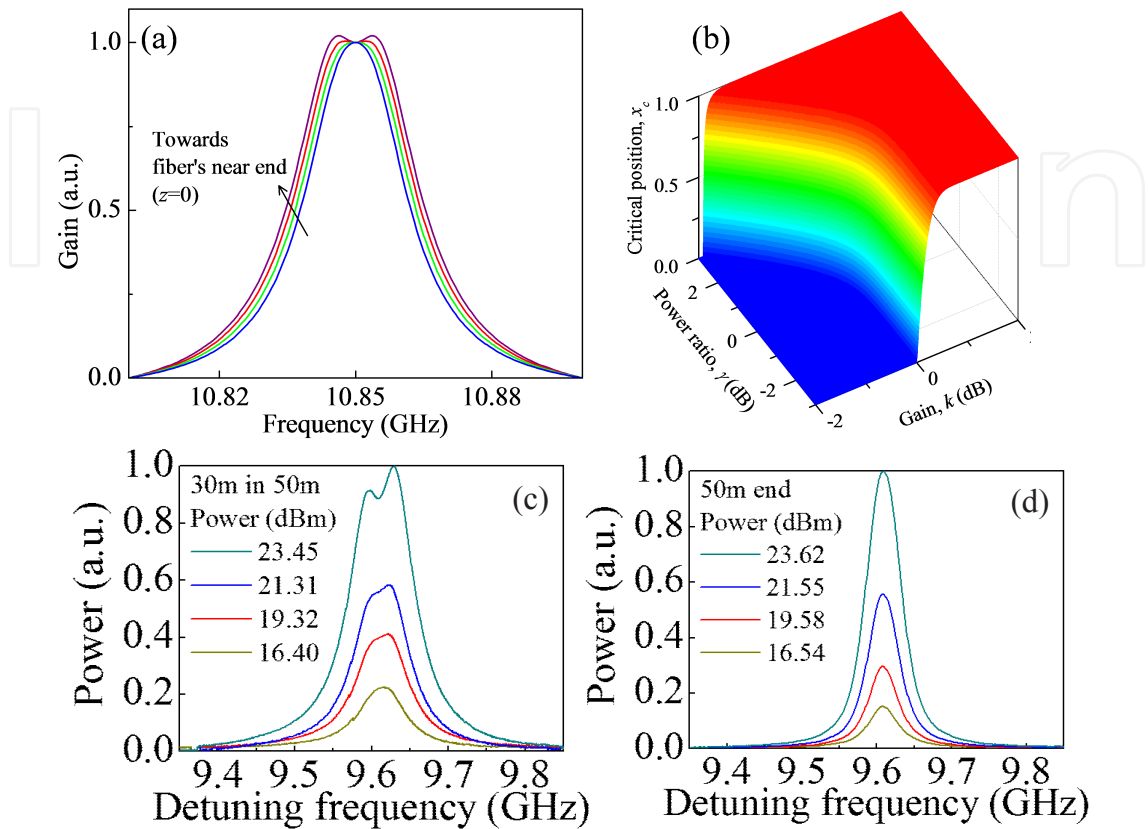 (a)
1.0
0.5
0.0
Gain (a.u.)
Towards
fiber's near end
(z=0)
10.82 10.85 10.88
Frequency (GHz)
(b)
1.0
0.5
0.0
Critical position, x_c
2
0
-2
Power ratio, γ (dB)
-2
0
Gain, k (dB)
(c)
1.0
0.8
0.6
0.4
0.2
0.0
Power (a.u.)
30m in 50m
Power (dBm)
23.45
21.31
19.32
16.40
9.4 9.5 9.6 9.7 9.8
Detuning frequency (GHz)
(d)
1.0
0.8
0.6
0.4
0.2
0.0
Power (a.u.)
50m end
Power (dBm)
23.62
21.55
19.58
16.54
9.4 9.5 9.6 9.7 9.8
Detuning frequency (GHz)